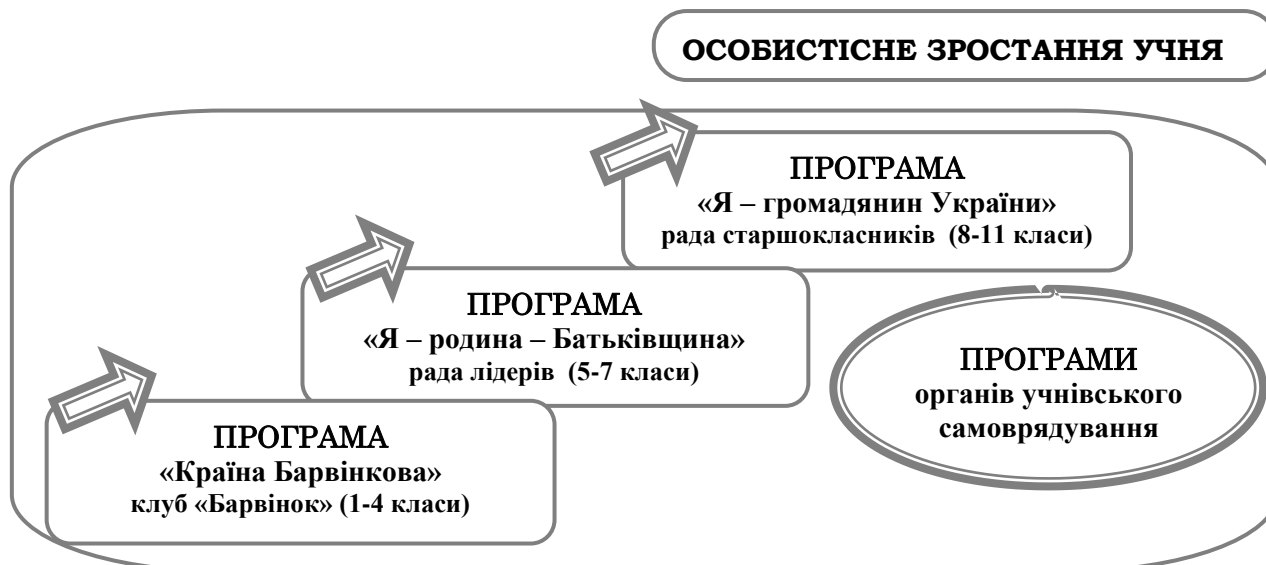 ОСОБИСТІСНЕ ЗРОСТАННЯ УЧНЯ
ПРОГРАМА
«Я – громадянин України»
рада старшокласників (8-11 класи)
ПРОГРАМА
«Я – родина – Батьківщина»
рада лідерів (5-7 класи)
ПРОГРАМИ
органів учнівського
самоврядування
ПРОГРАМА
«Країна Барвінкова»
клуб «Барвінок» (1-4 класи)